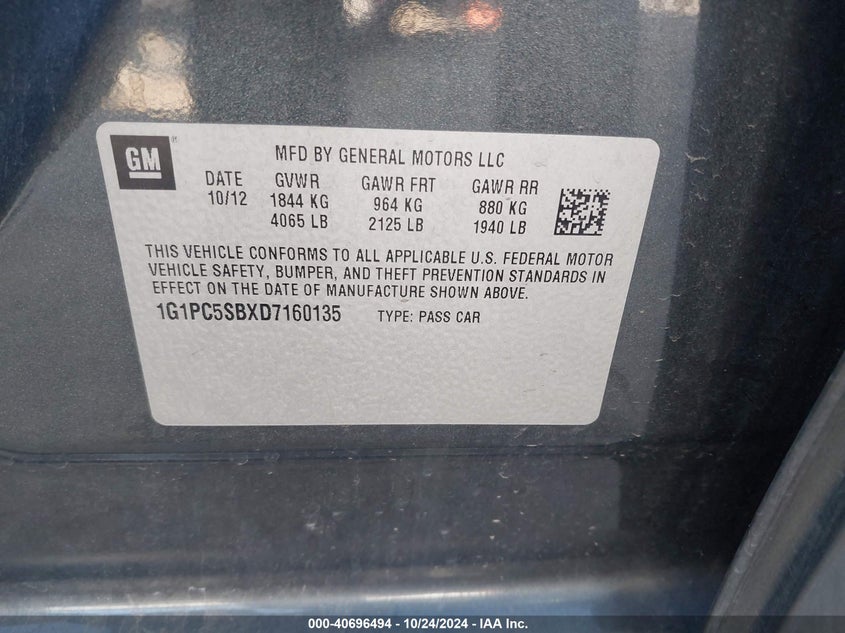 GM
MFD BY GENERAL MOTORS LLC
DATE GVWR GAWR FRT GAWR RR
10/12 1844 KG 964 KG 880 KG
4065 LB 2125 LB 1940 LB
THIS VEHICLE CONFORMS TO ALL APPLICABLE U.S. FEDERAL MOTOR
VEHICLE SAFETY, BUMPER, AND THEFT PREVENTION STANDARDS IN
EFFECT ON THE DATE OF MANUFACTURE SHOWN ABOVE.
1G1PC5SBXD7160135 TYPE: PASS CAR
000-40696494 - 10/24/2024 - IAA Inc.